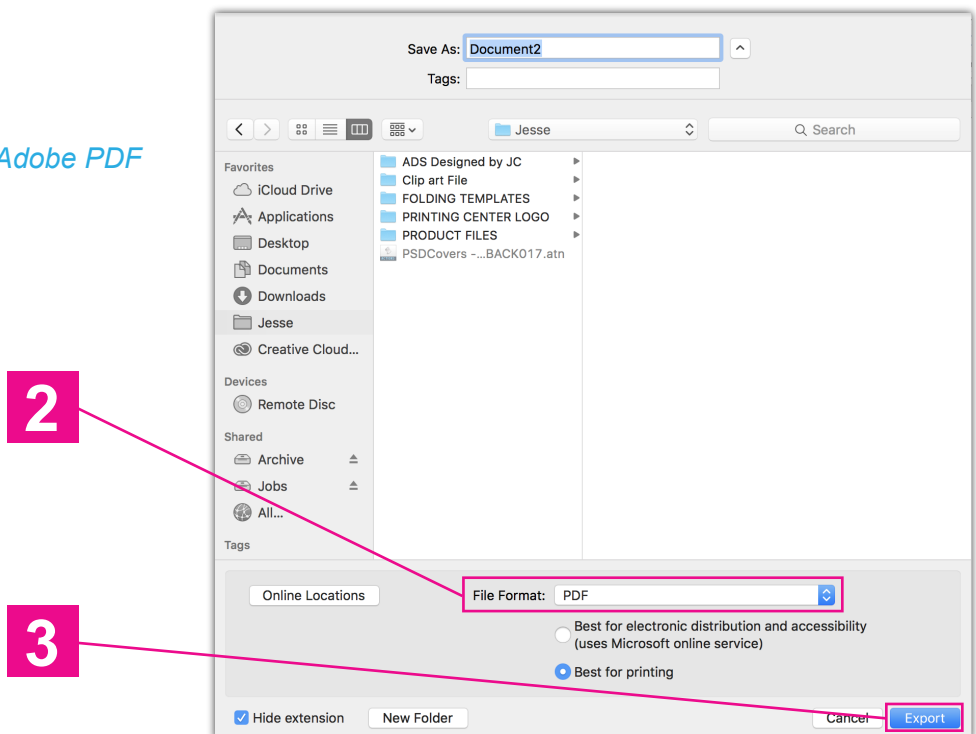 Save As: Document2
Tags:
Jesse
Search
Adobe PDF
Favorites
iCloud Drive
Applications
Desktop
Documents
Downloads
Jesse
Creative Cloud...
Devices
Remote Disc
Shared
Archive
Jobs
All...
Tags
ADS Designed by JC
Clip art File
FOLDING TEMPLATES
PRINTING CENTER LOGO
PRODUCT FILES
PSDCovers -...BACK017.atn
2
Online Locations
File Format: PDF
Best for electronic distribution and accessibility
(uses Microsoft online service)
Best for printing
3
Hide extension
New Folder
Cancel
Export